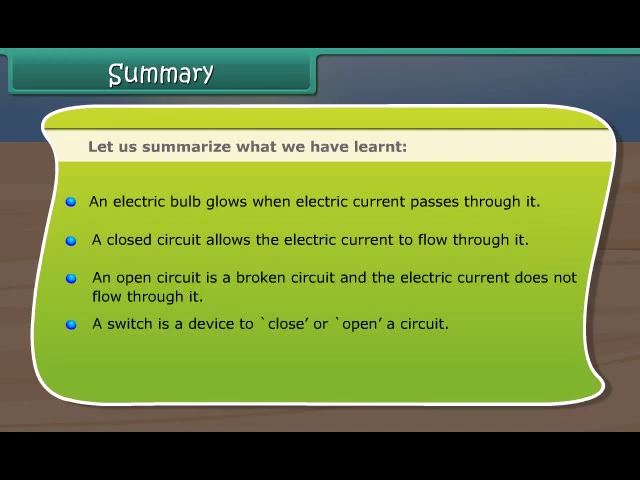 Summary
Let us summarize what we have learnt:
An electric bulb glows when electric current passes through it.
A closed circuit allows the electric current to flow through it.
An open circuit is a broken circuit and the electric current does not
flow through it.
A switch is a device to `close’ or `open’ a circuit.